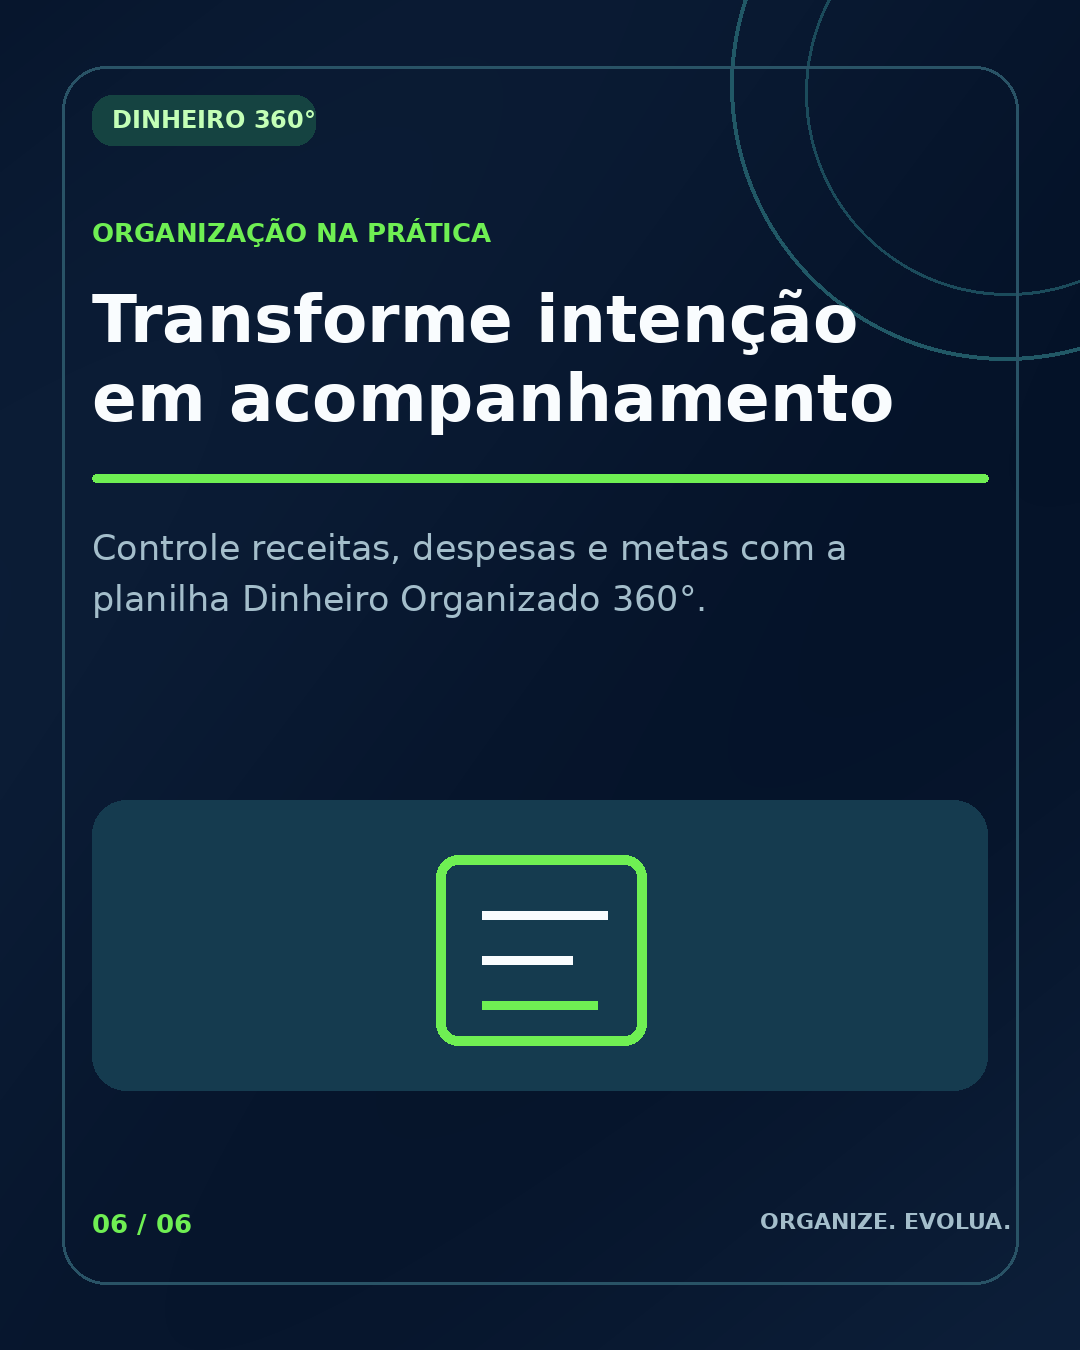 DINHEIRO 360°
ORGANIZAÇÃO NA PRÁTICA
Transforme intenção
em acompanhamento
Controle receitas, despesas e metas com a
planilha Dinheiro Organizado 360°.
06 / 06
ORGANIZE. EVOLUA.